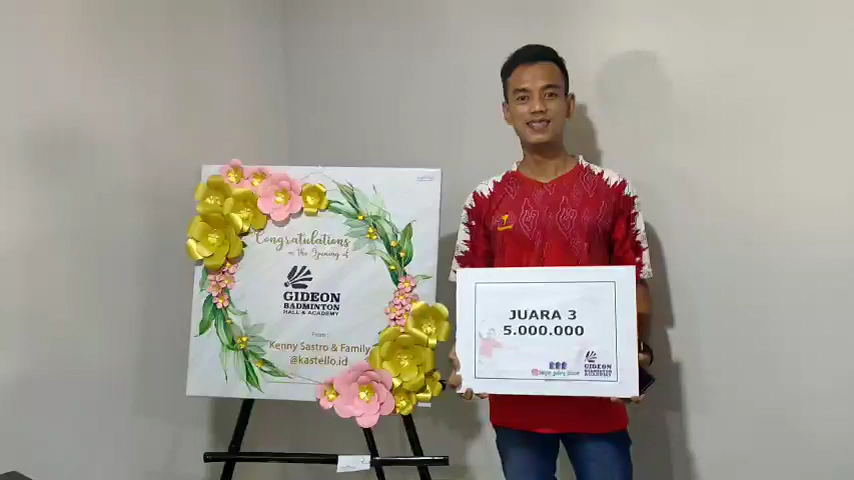 Congratulations
on the Opening of
GIDEON
BADMINTON
HALL & ACADEMY
From :
Kenny Sastro & Family
@kastello.id
JUARA 3
5.000.000
GIDEON
BADMINTON
ACADEMY